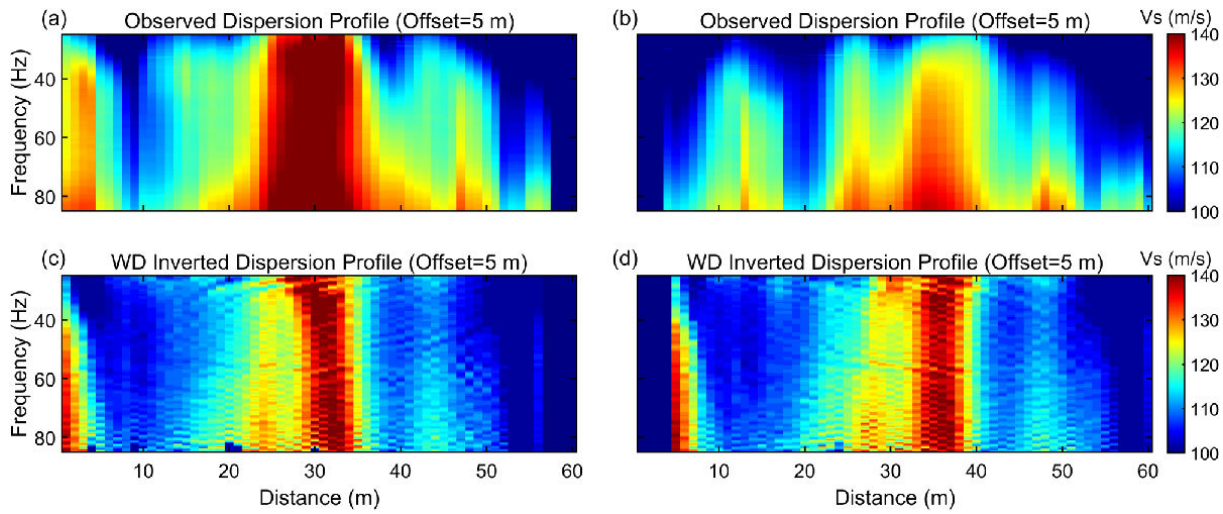 (a) Observed Dispersion Profile (Offset=5 m)
(b) Observed Dispersion Profile (Offset=5 m)
Vs (m/s)
Frequency (Hz)
40
60
80
140
130
120
110
100
(c) WD Inverted Dispersion Profile (Offset=5 m)
(d) WD Inverted Dispersion Profile (Offset=5 m)
Vs (m/s)
Frequency (Hz)
40
60
80
140
130
120
110
100
10 20 30 40 50 60
10 20 30 40 50 60
Distance (m)
Distance (m)